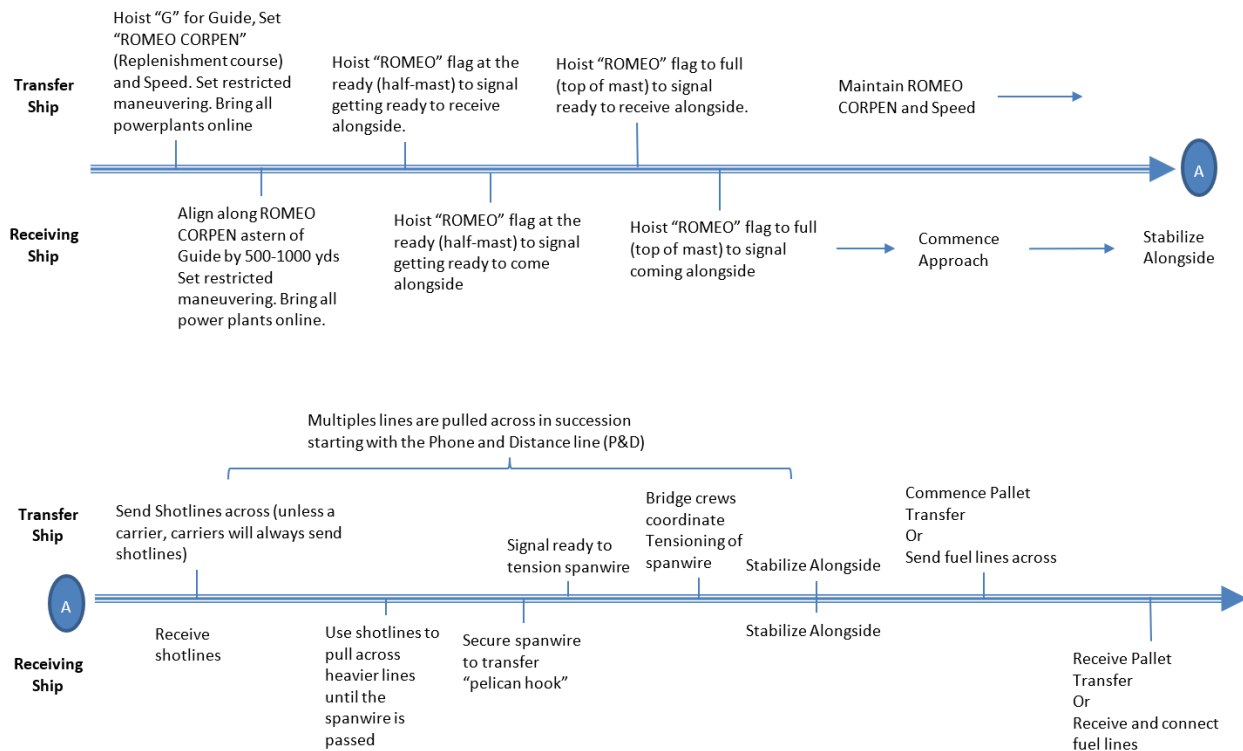 Hoist “G” for Guide, Set
“ROMEO CORPEN”
(Replenishment course)
and Speed. Set restricted
maneuvering. Bring all
powerplants online
Hoist “ROMEO” flag at the
ready (half-mast) to signal
getting ready to receive
alongside.
Hoist “ROMEO” flag to full
(top of mast) to signal
ready to receive alongside.
Maintain ROMEO
CORPEN and Speed
Transfer
Ship
A
Receiving
Ship
Align along ROMEO
CORPEN astern of
Guide by 500-1000 yds
Set restricted
maneuvering. Bring all
power plants online.
Hoist “ROMEO” flag at the
ready (half-mast) to signal
getting ready to come
alongside
Hoist “ROMEO” flag to full
(top of mast) to signal
coming alongside
Commence
Approach
Stabilize
Alongside
Multiples lines are pulled across in succession
starting with the Phone and Distance line (P&D)
Transfer
Ship
Send Shotlines across (unless a
carrier, carriers will always send
shotlines)
Signal ready to
tension spanwire
Bridge crews
coordinate
Tensioning of
spanwire
Stabilize Alongside
Commence Pallet
Transfer
Or
Send fuel lines across
A
Receiving
Ship
Receive
shotlines
Use shotlines to
pull across
heavier lines
until the
spanwire is
passed
Secure spanwire
to transfer
“pelican hook”
Stabilize Alongside
Receive Pallet
Transfer
Or
Receive and connect
fuel lines